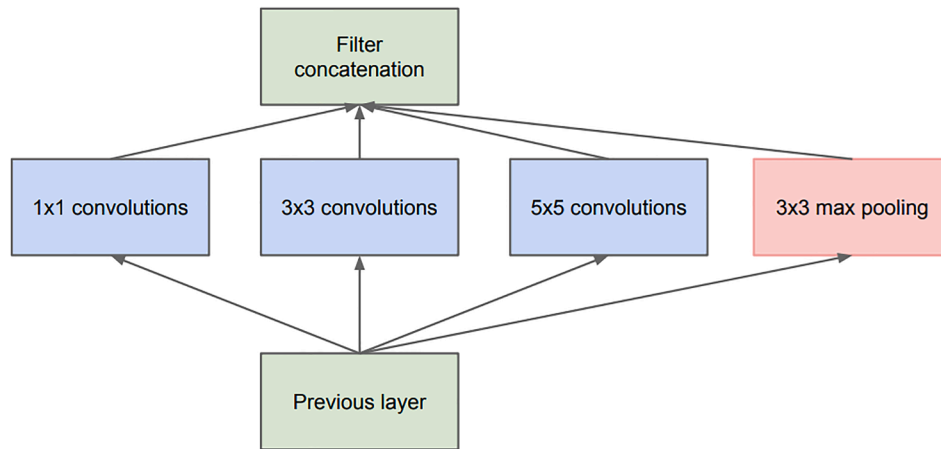 Filter
concatenation
1x1 convolutions
3x3 convolutions
5x5 convolutions
3x3 max pooling
Previous layer